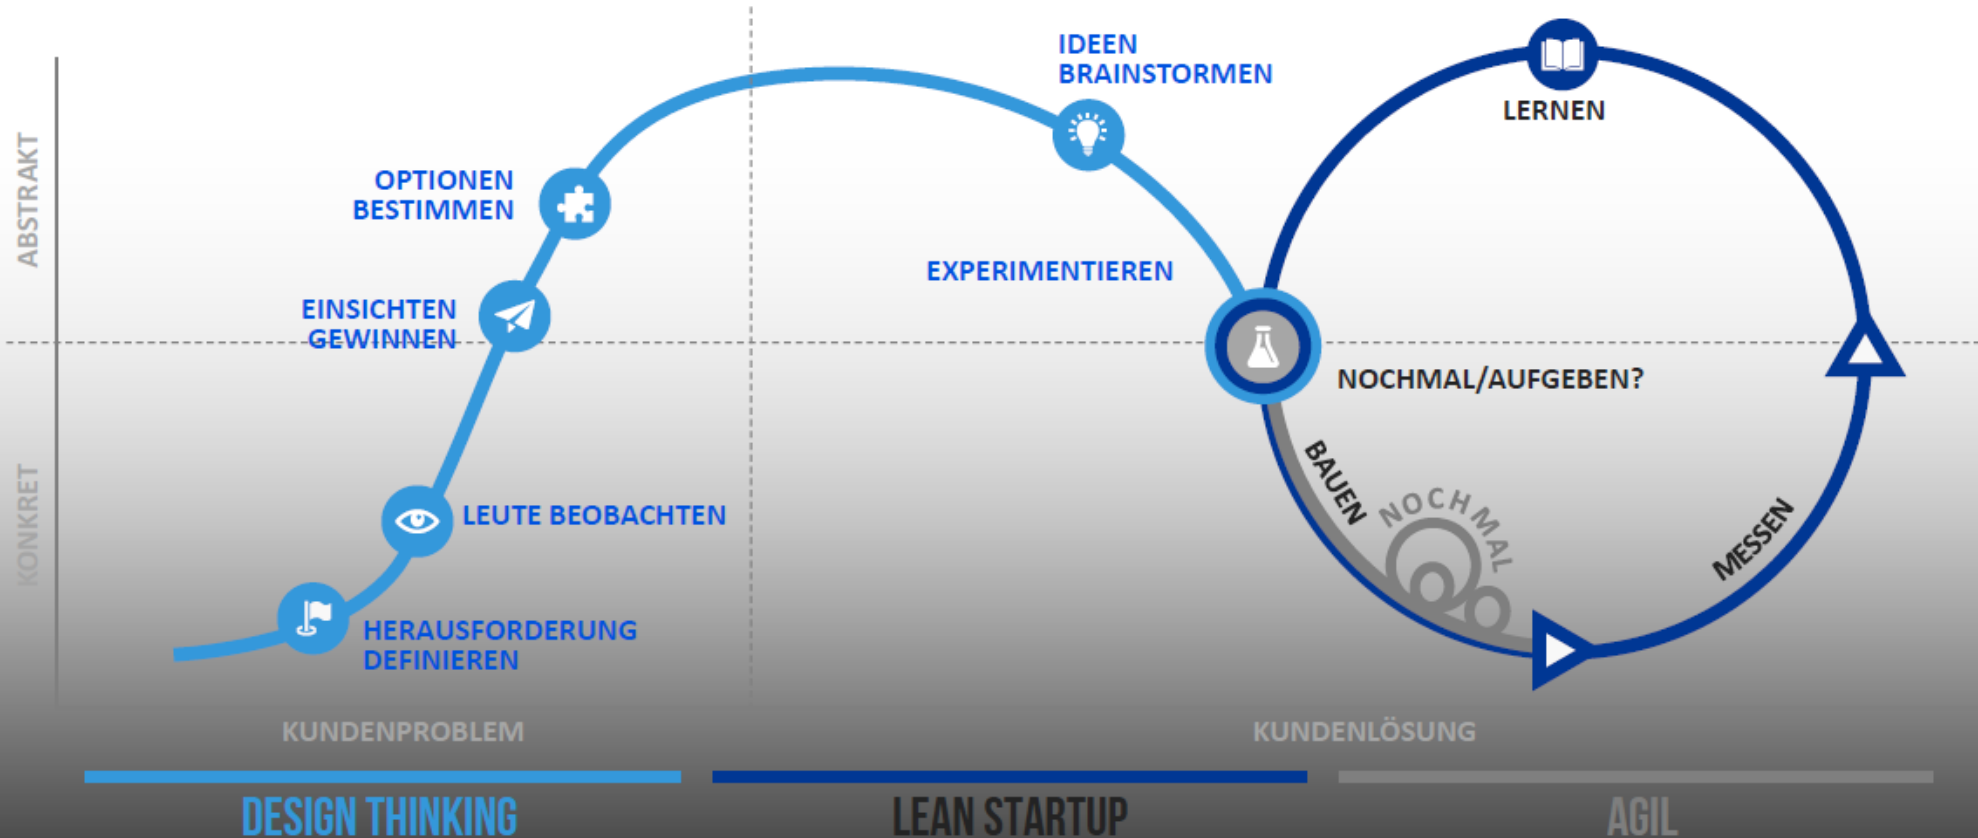 IDEEN
BRAINSTORMEN
LERNEN
ABSTRAKT
OPTIONEN
BESTIMMEN
EXPERIMENTIEREN
EINSICHTEN
GEWINNEN
NOCHMAL/AUFGEBEN?
KONKRET
LEUTE BEOBACHTEN
BAUEN
NOCHMAL
MESSEN
HERAUSFORDERUNG
DEFINIEREN
KUNDENPROBLEM
KUNDENLÖSUNG
DESIGN THINKING
LEAN STARTUP
AGIL